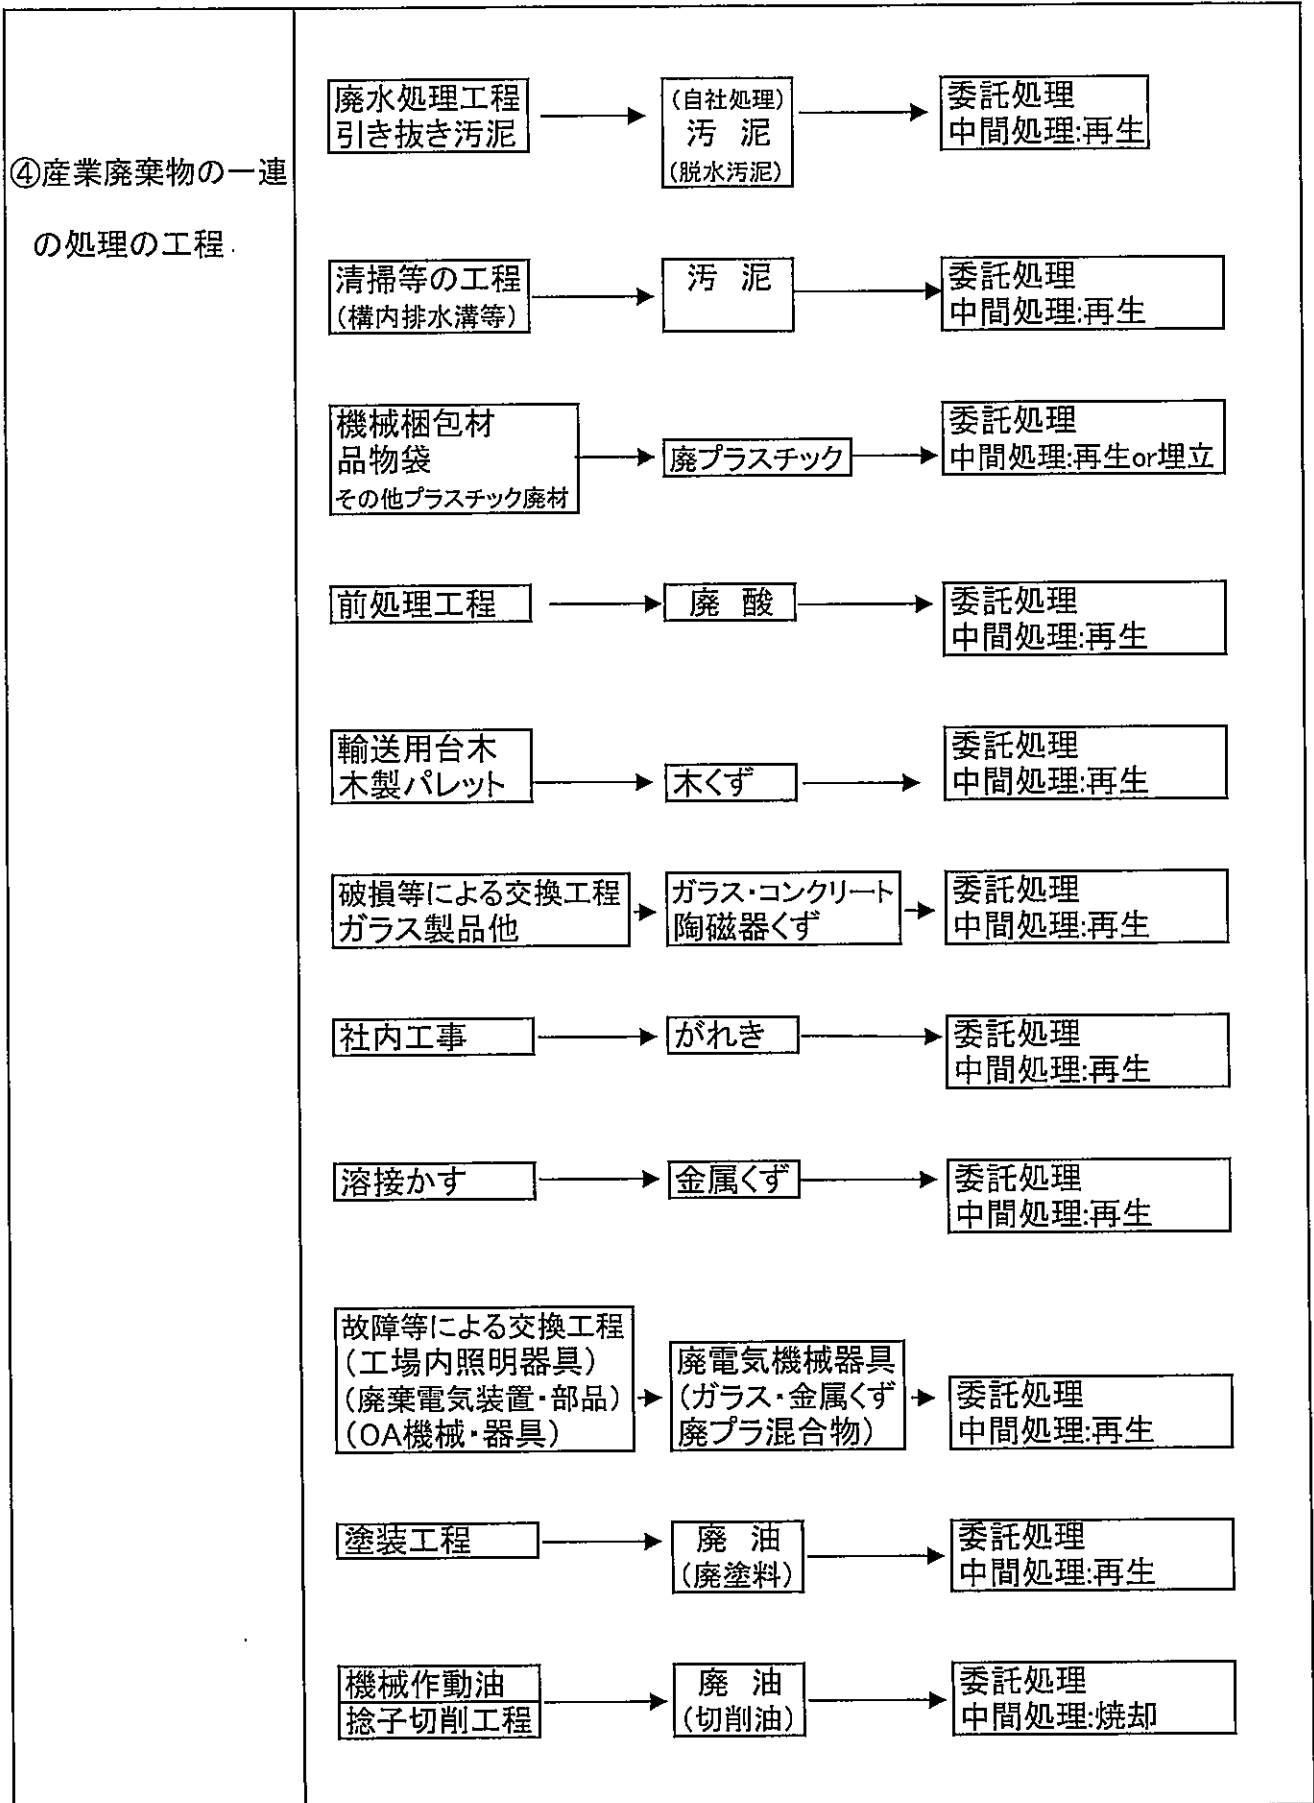 ④産業廃棄物の一連
の処理の工程
廃水処理工程
引き抜き汚泥
(自社処理)
汚 泥
(脱水汚泥)
委託処理
中間処理:再生
清掃等の工程
(構内排水溝等)
汚 泥
委託処理
中間処理:再生
機械梱包材
品物袋
その他プラスチック廃材
廃プラスチック
委託処理
中間処理:再生or埋立
前処理工程
廃 酸
委託処理
中間処理:再生
輸送用台木
木製パレット
木くず
委託処理
中間処理:再生
破損等による交換工程
ガラス製品他
ガラス・コンクリート
陶磁器くず
委託処理
中間処理:再生
社内工事
がれき
委託処理
中間処理:再生
溶接かす
金属くず
委託処理
中間処理:再生
故障等による交換工程
(工場内照明器具)
(廃棄電気装置・部品)
(OA機械・器具)
廃電気機械器具
(ガラス・金属くず
廃プラ混合物)
委託処理
中間処理:再生
塗装工程
廃 油
(廃塗料)
委託処理
中間処理:再生
機械作動油
捻子切削工程
廃 油
(切削油)
委託処理
中間処理:焼却